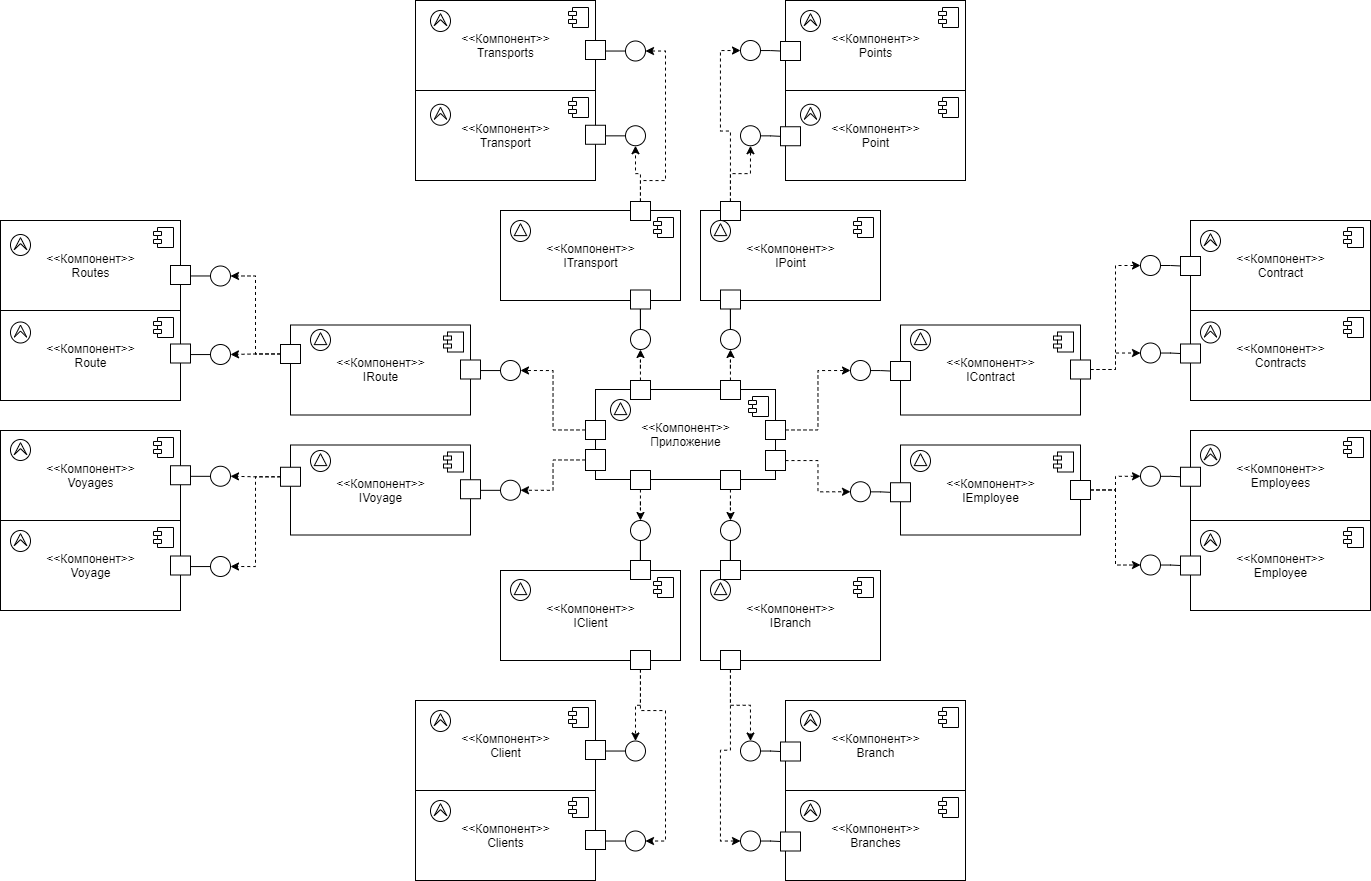 <<Компонент>>
Transports
<<Компонент>>
Points
<<Компонент>>
Transport
<<Компонент>>
Point
<<Компонент>>
Routes
<<Компонент>>
ITransport
<<Компонент>>
IPoint
<<Компонент>>
Contract
<<Компонент>>
Route
<<Компонент>>
IRoute
<<Компонент>>
IContract
<<Компонент>>
Contracts
<<Компонент>>
Приложение
<<Компонент>>
Voyages
<<Компонент>>
IVoyage
<<Компонент>>
IEmployee
<<Компонент>>
Employees
<<Компонент>>
Voyage
<<Компонент>>
Employee
<<Компонент>>
IClient
<<Компонент>>
IBranch
<<Компонент>>
Client
<<Компонент>>
Branch
<<Компонент>>
Clients
<<Компонент>>
Branches